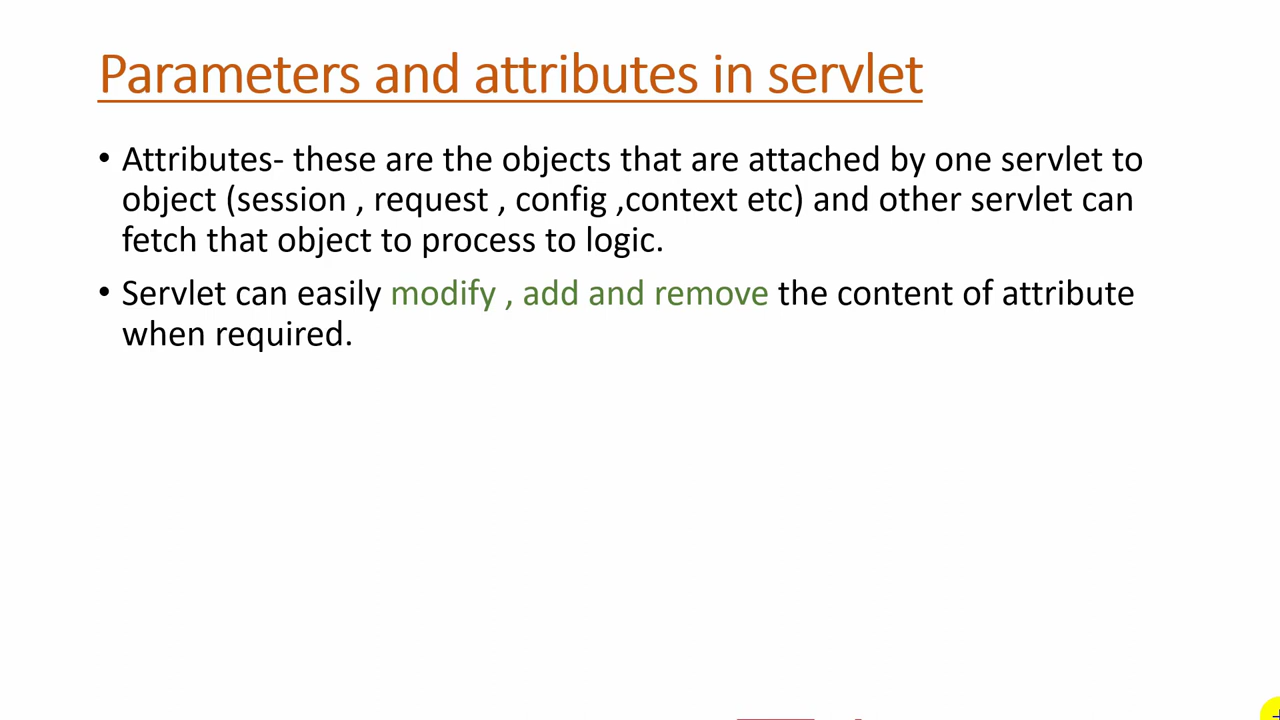 Parameters and attributes in servlet
• Attributes- these are the objects that are attached by one servlet to
object (session , request , config ,context etc) and other servlet can
fetch that object to process to logic.
• Servlet can easily modify , add and remove the content of attribute
when required.